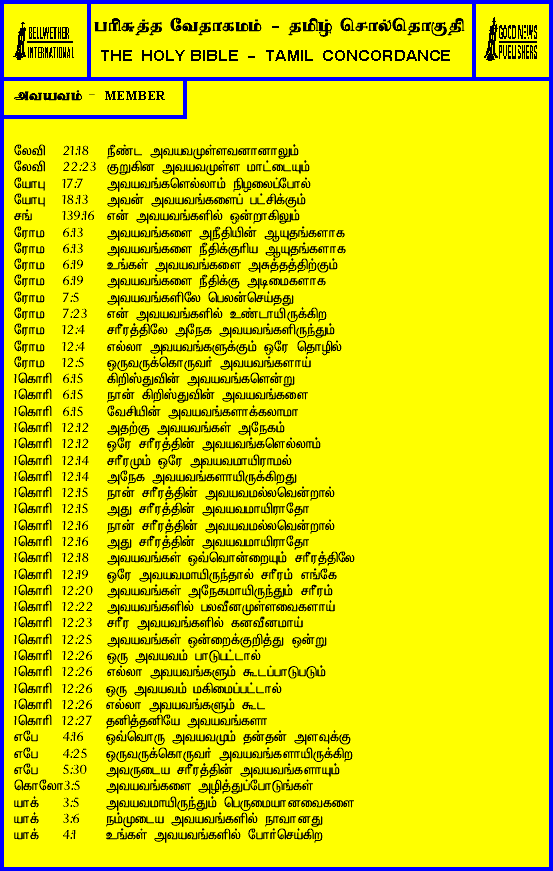 BELLWETHER
INTERNATIONAL
பரிசுத்த வேதாகமம் - தமிழ் சொல்தொகுதி
THE HOLY BIBLE - TAMIL CONCORDANCE
GOOD NEWS
PUBLISHERS
அவயவம் - MEMBER
லேவி 21:18 நீண்ட அவயவமுள்ளவனானாலும்
லேவி 22:23 குறுகின அவயவமுள்ள மாட்டையும்
யோபு 17:7 அவயவங்களெல்லாம் நிழலைப்போல்
யோபு 18:13 அவன் அவயவங்களைப் பட்சிக்கும்
சங் 139:16 என் அவயவங்களில் ஒன்றாகிலும்
ரோம 6:13 அவயவங்களை அநீதியின் ஆயுதங்களாக
ரோம 6:13 அவயவங்களை நீதிக்குரிய ஆயுதங்களாக
ரோம 6:19 உங்கள் அவயவங்களை அசுத்தத்திற்கும்
ரோம 6:19 அவயவங்களை நீதிக்கு அடிமைகளாக
ரோம 7:5 அவயவங்களிலே பெலன்செய்தது
ரோம 7:23 என் அவயவங்களில் உண்டாயிருக்கிற
ரோம 12:4 சரீரத்திலே அநேக அவயவங்களிருந்தும்
ரோம 12:4 எல்லா அவயவங்களுக்கும் ஒரே தொழில்
ரோம 12:5 ஒருவருக்கொருவர் அவயவங்களாய்
1கொரி 6:15 கிறிஸ்துவின் அவயவங்களென்று
1கொரி 6:15 நான் கிறிஸ்துவின் அவயவங்களை
1கொரி 6:15 வேசியின் அவயவங்களாக்கலாமா
1கொரி 12:12 அதற்கு அவயவங்கள் அநேகம்
1கொரி 12:12 ஒரே சரீரத்தின் அவயவங்களெல்லாம்
1கொரி 12:14 சரீரமும் ஒரே அவயவமாயிராமல்
1கொரி 12:14 அநேக அவயவங்களாயிருக்கிறது
1கொரி 12:15 நான் சரீரத்தின் அவயவமல்லவென்றால்
1கொரி 12:15 அது சரீரத்தின் அவயவமாயிராதோ
1கொரி 12:16 நான் சரீரத்தின் அவயவமல்லவென்றால்
1கொரி 12:16 அது சரீரத்தின் அவயவமாயிராதோ
1கொரி 12:18 அவயவங்கள் ஒவ்வொன்றையும் சரீரத்திலே
1கொரி 12:19 ஒரே அவயவமாயிருந்தால் சரீரம் எங்கே
1கொரி 12:20 அவயவங்கள் அநேகமாயிருந்தும் சரீரம்
1கொரி 12:22 அவயவங்களில் பலவீனமுள்ளவைகளாய்
1கொரி 12:23 சரீர அவயவங்களில் கனவீனமாய்
1கொரி 12:25 அவயவங்கள் ஒன்றைக்குறித்து ஒன்று
1கொரி 12:26 ஒரு அவயவம் பாடுபட்டால்
1கொரி 12:26 எல்லா அவயவங்களும் கூடப்பாடுபடும்
1கொரி 12:26 ஒரு அவயவம் மகிமைப்பட்டால்
1கொரி 12:26 எல்லா அவயவங்களும் கூட
1கொரி 12:27 தனித்தனியே அவயவங்களா
எபே 4:16 ஒவ்வொரு அவயவமும் தன்தன் அளவுக்கு
எபே 4:25 ஒருவருக்கொருவர் அவயவங்களாயிருக்கிற
எபே 5:30 அவருடைய சரீரத்தின் அவயவங்களாயும்
கொலோ 3:5 அவயவங்களை அழித்துப்போடுங்கள்
யாக் 3:5 அவயவமாயிருந்தும் பெருமையானவைகளை
யாக் 3:6 நம்முடைய அவயவங்களில் நாவானது
யாக் 4:1 உங்கள் அவயவங்களில் போர்செய்கிற